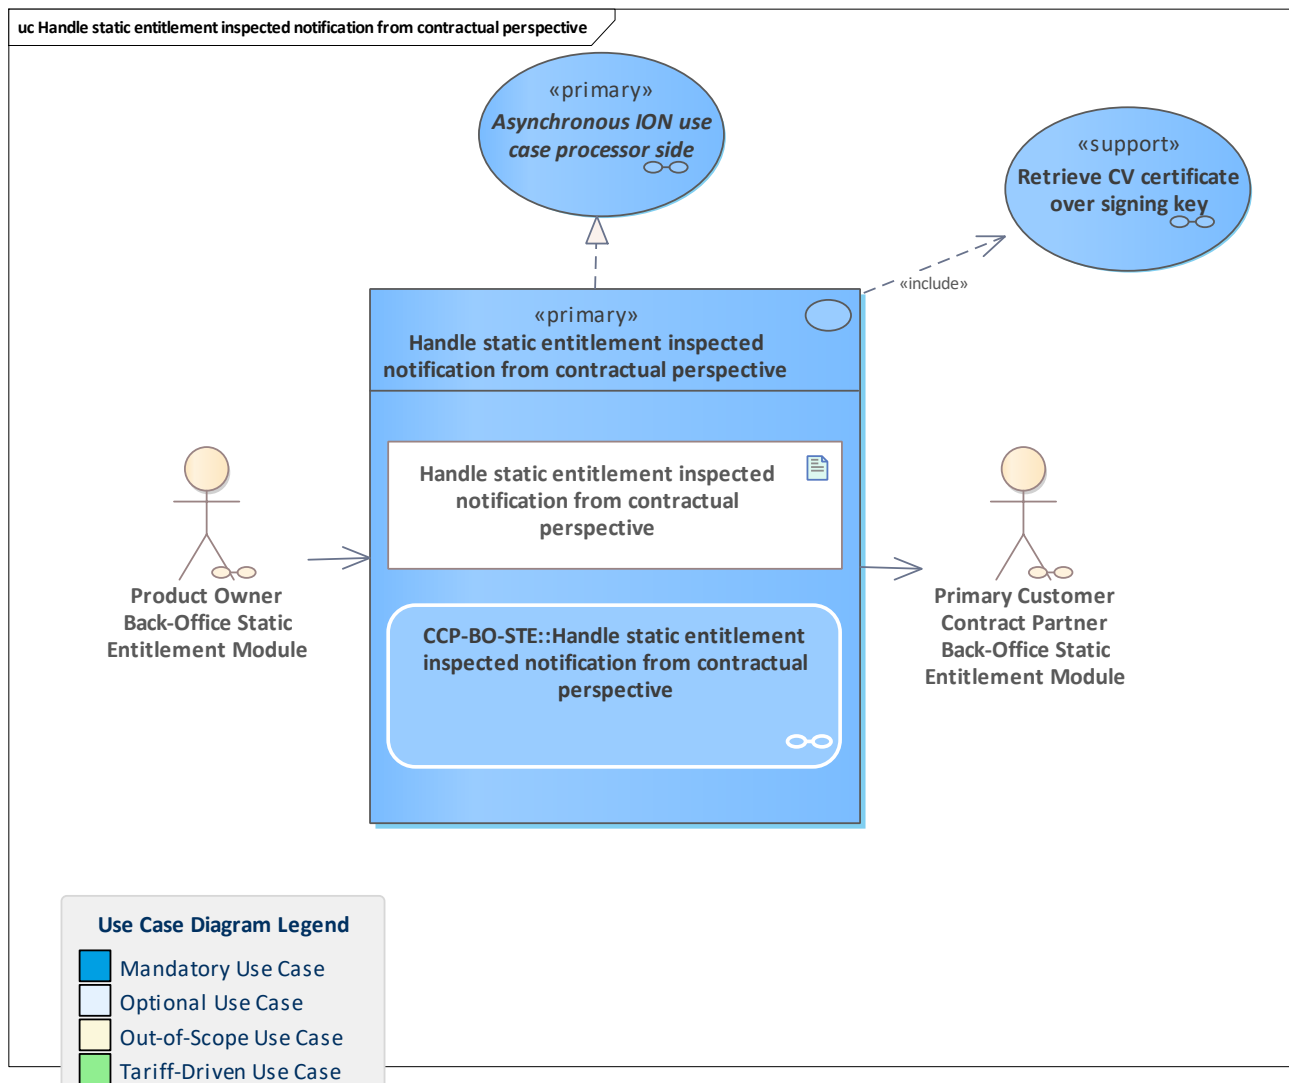 uc Handle static entitlement inspected notification from contractual perspective
«primary»
Asynchronous ION use
case processor side
«support»
Retrieve CV certificate
over signing key
«include»
«primary»
Handle static entitlement inspected
notification from contractual perspective
Handle static entitlement inspected
notification from contractual
perspective
Product Owner
Back-Office Static
Entitlement Module
Primary Customer
Contract Partner
Back-Office Static
Entitlement Module
CCP-BO-STE::Handle static entitlement
inspected notification from contractual
perspective
Use Case Diagram Legend
Mandatory Use Case
Optional Use Case
Out-of-Scope Use Case
Tariff-Driven Use Case